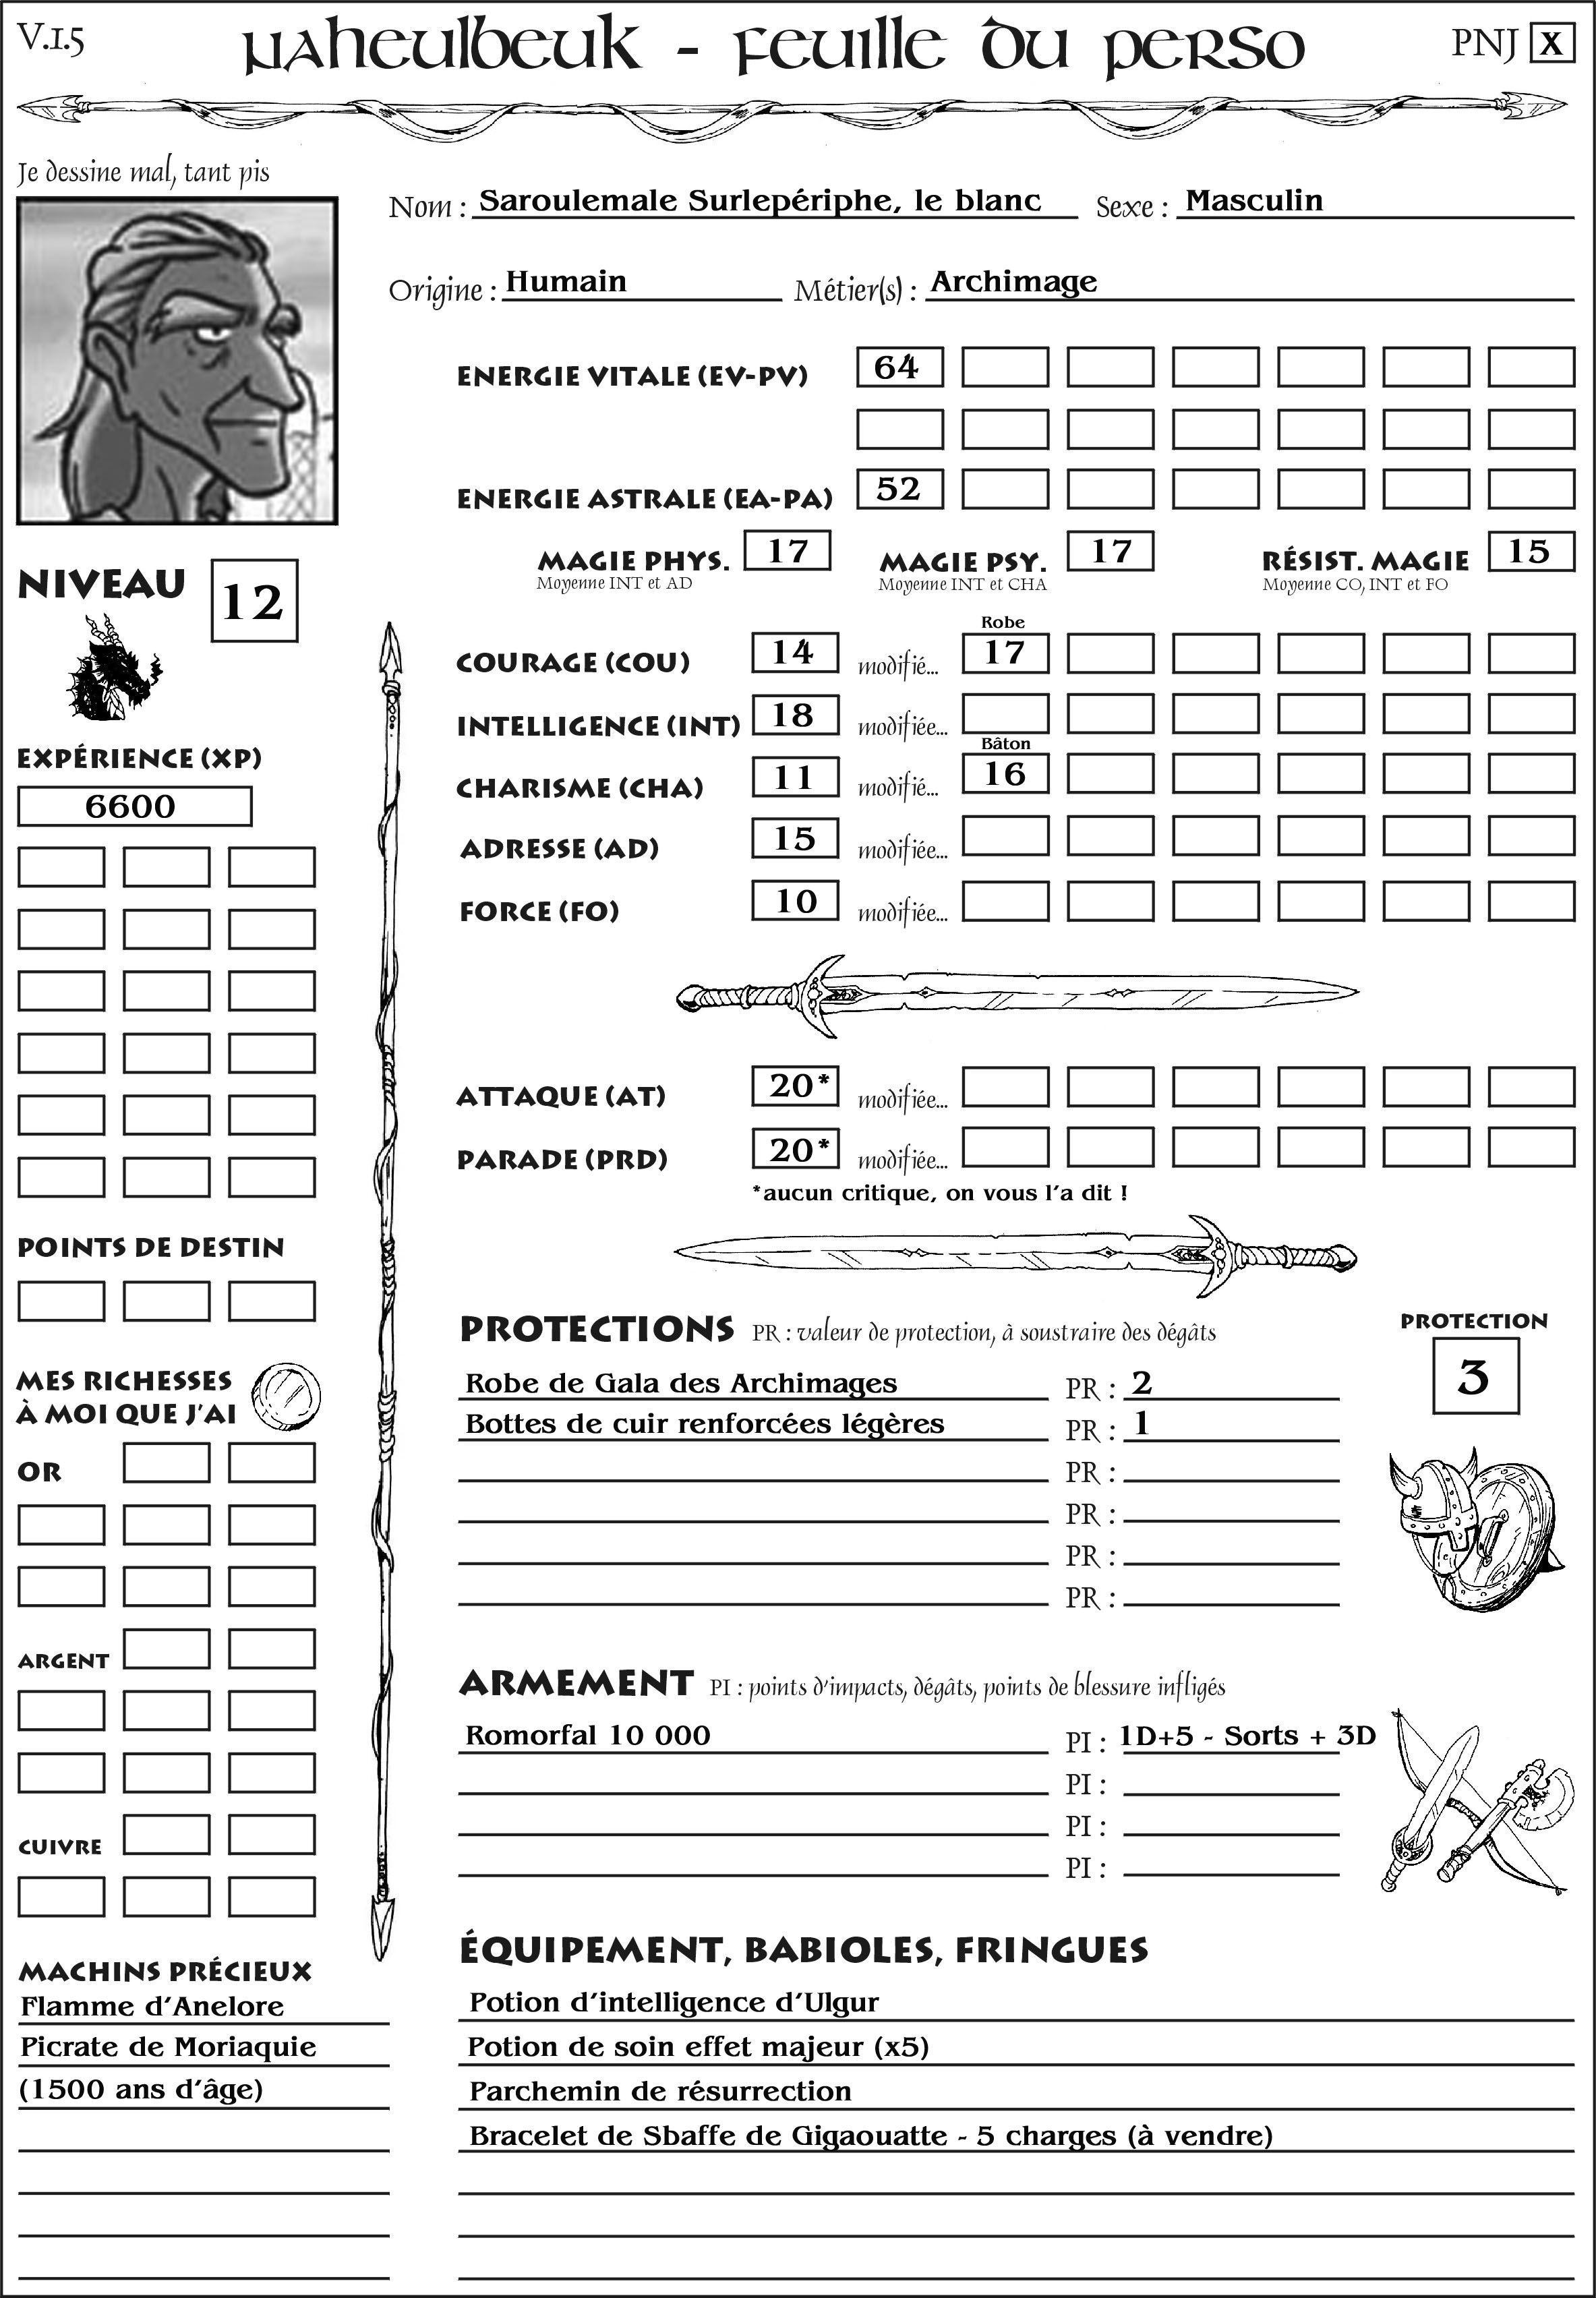 V.1.5
Naheulbeuk - Feuille du perso
PNJ X
Je dessine mal, tant pis
Nom : Saroulemale Surlepériphe, le blanc Sexe : Masculin
Origine : Humain Métier(s) : Archimage
ENERGIE VITALE (EV-PV) 64
ENERGIE ASTRALE (EA-PA) 52
MAGIE PHYS. 17 MAGIE PSY. 17 RÉSIST. MAGIE 15
Moyenne INT et AD Moyenne INT et CHA Moyenne CO, INT et FO
NIVEAU 12
Robe
COURAGE (COU) 14 modifié... 17
INTELLIGENCE (INT) 18 modifiée...
Bâton
CHARISME (CHA) 11 modifié... 16
ADRESSE (AD) 15 modifiée...
FORCE (FO) 10 modifiée...
EXPÉRIENCE (XP)
6600
ATTAQUE (AT) 20* modifiée...
PARADE (PRD) 20* modifiée...
*aucun critique, on vous l'a dit !
POINTS DE DESTIN
PROTECTIONS PR : valeur de protection, à soustraire des dégâts
PROTECTION
3
Robe de Gala des Archimages PR : 2
Bottes de cuir renforcées légères PR : 1
PR :
PR :
PR :
PR :
MES RICHESSES
À MOI QUE J'AI
OR
ARGENT
CUIVRE
ARMEMENT PI : points d'impacts, dégâts, points de blessure infligés
Romorfal 10 000 PI : 1D+5 - Sorts + 3D
PI :
PI :
PI :
MACHINS PRÉCIEUX
Flamme d'Anelore
Picrate de Moriaquie
(1500 ans d'âge)
ÉQUIPEMENT, BABIOLES, FRINGUES
Potion d'intelligence d'Ulgur
Potion de soin effet majeur (x5)
Parchemin de résurrection
Bracelet de Sbaffe de Gigaouatte - 5 charges (à vendre)